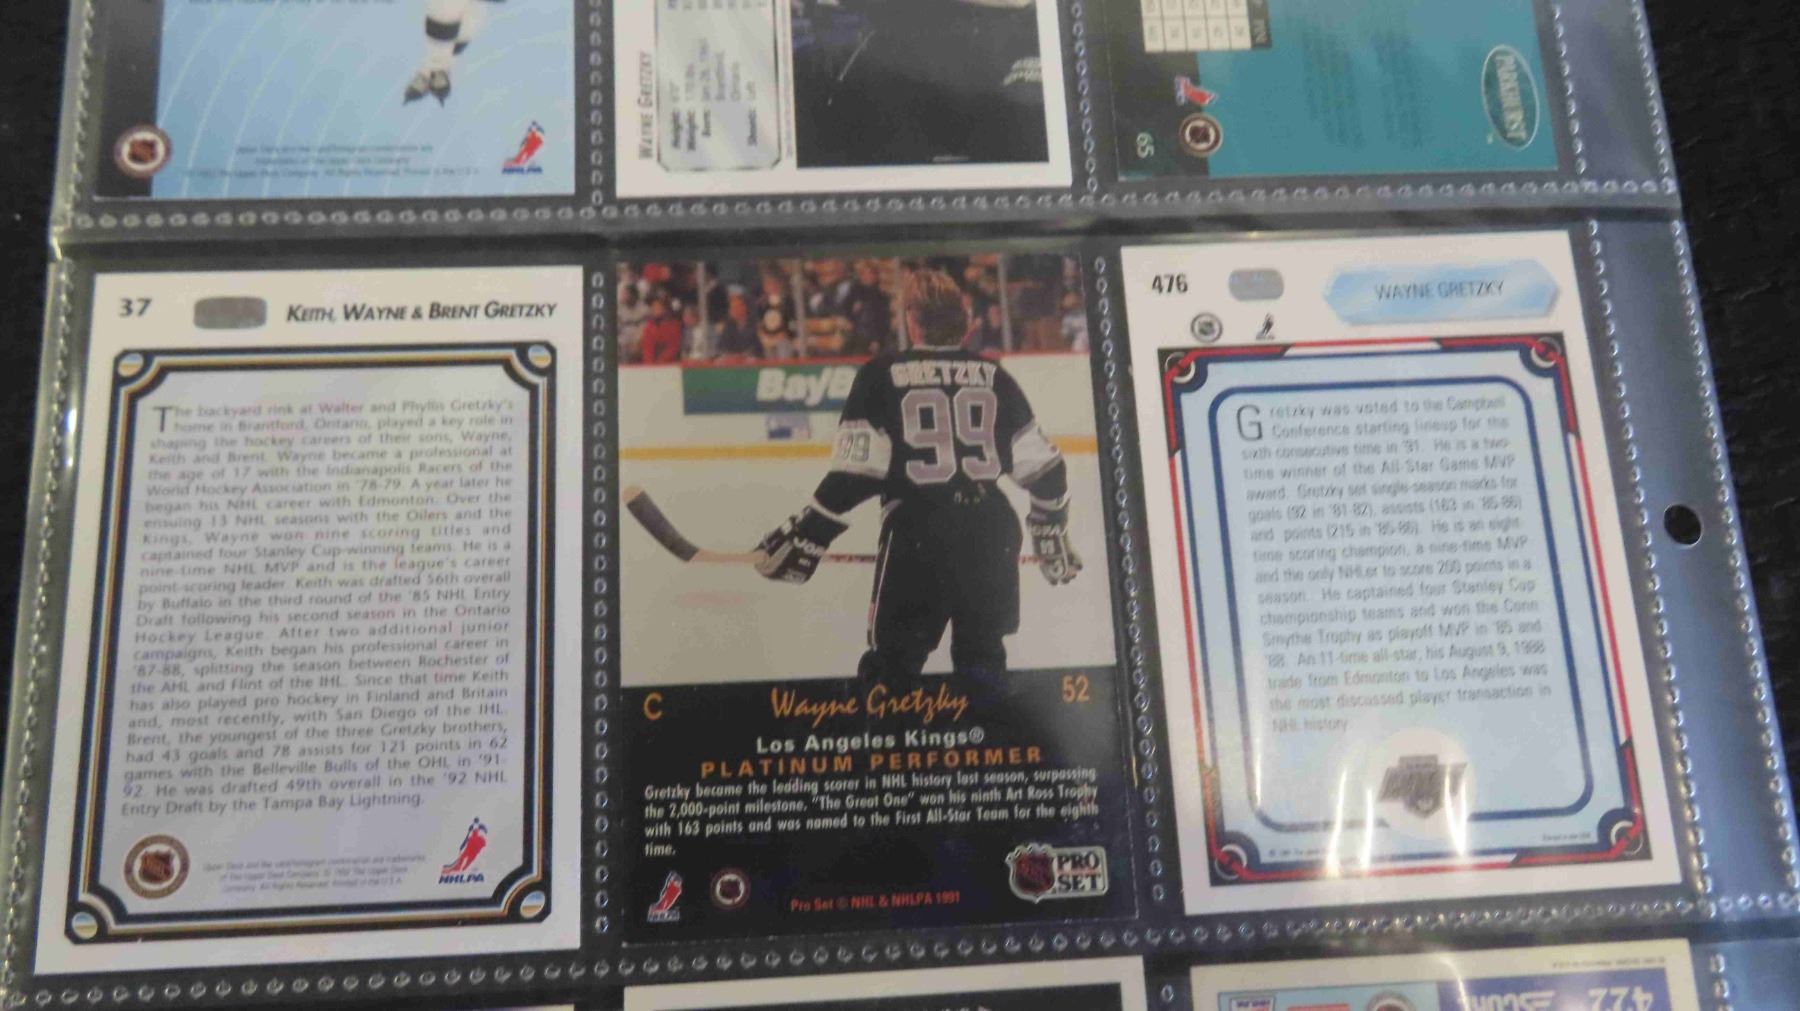 WAYNE GRETZKY
Height: 6'0"
Weight: 170 lbs.
Shoots: Left
65
PARKHURST
NHLPA
37
KEITH, WAYNE & BRENT GRETZKY
The backyard rink at Walter and Phyllis Gretzky's
home in Brantford, Ontario, played a key role in
shaping the hockey careers of their sons, Wayne,
Keith and Brent. Wayne became a professional at
the age of 17 with the Indianapolis Racers of the
World Hockey Association in '78-79. A year later he
began his NHL career with Edmonton. Over the
ensuing 13 NHL seasons with the Oilers and the
Kings, Wayne won nine scoring titles and
captained four Stanley Cup-winning teams. He is a
nine-time NHL MVP and is the league's career
point-scoring leader. Keith was drafted 56th overall
by Buffalo in the third round of the '85 NHL Entry
Draft following his second season in the Ontario
Hockey League. After two additional junior
campaigns, Keith began his professional career in
'87-88, splitting the season between Rochester of
the AHL and Flint of the IHL. Since that time Keith
has also played pro hockey in Finland and Britain
and, most recently, with San Diego of the IHL.
Brent, the youngest of the three Gretzky brothers,
had 43 goals and 78 assists for 121 points in 62
games with the Belleville Bulls of the OHL in '91-
92. He was drafted 49th overall in the '92 NHL
Entry Draft by the Tampa Bay Lightning.
NHLPA
BayB
GRETZKY
99
99
C
Wayne Gretzky
52
Los Angeles Kings®
PLATINUM PERFORMER
Gretzky became the leading scorer in NHL history last season, surpassing
the 2,000-point milestone. "The Great One" won his ninth Art Ross Trophy
with 163 points and was named to the First All-Star Team for the eighth
time.
PRO
SET
Pro Set © NHL & NHLPA 1991
476
WAYNE GRETZKY
Gretzky was voted to the Campbell
Conference starting lineup for the
sixth consecutive time in '91. He is a two-
time winner of the All-Star Game MVP
award. Gretzky set single-season marks for
goals (92 in '81-82), assists (163 in '85-86)
and points (215 in '85-86). He is an eight-
time scoring champion, a nine-time MVP
and the only NHLer to score 200 points in a
season. He captained four Stanley Cup
championship teams and won the Conn
Smythe Trophy as playoff MVP in '85 and
'88. An 11-time all-star, his August 9, 1988
trade from Edmonton to Los Angeles was
the most discussed player transaction in
NHL history.
SCORE
422